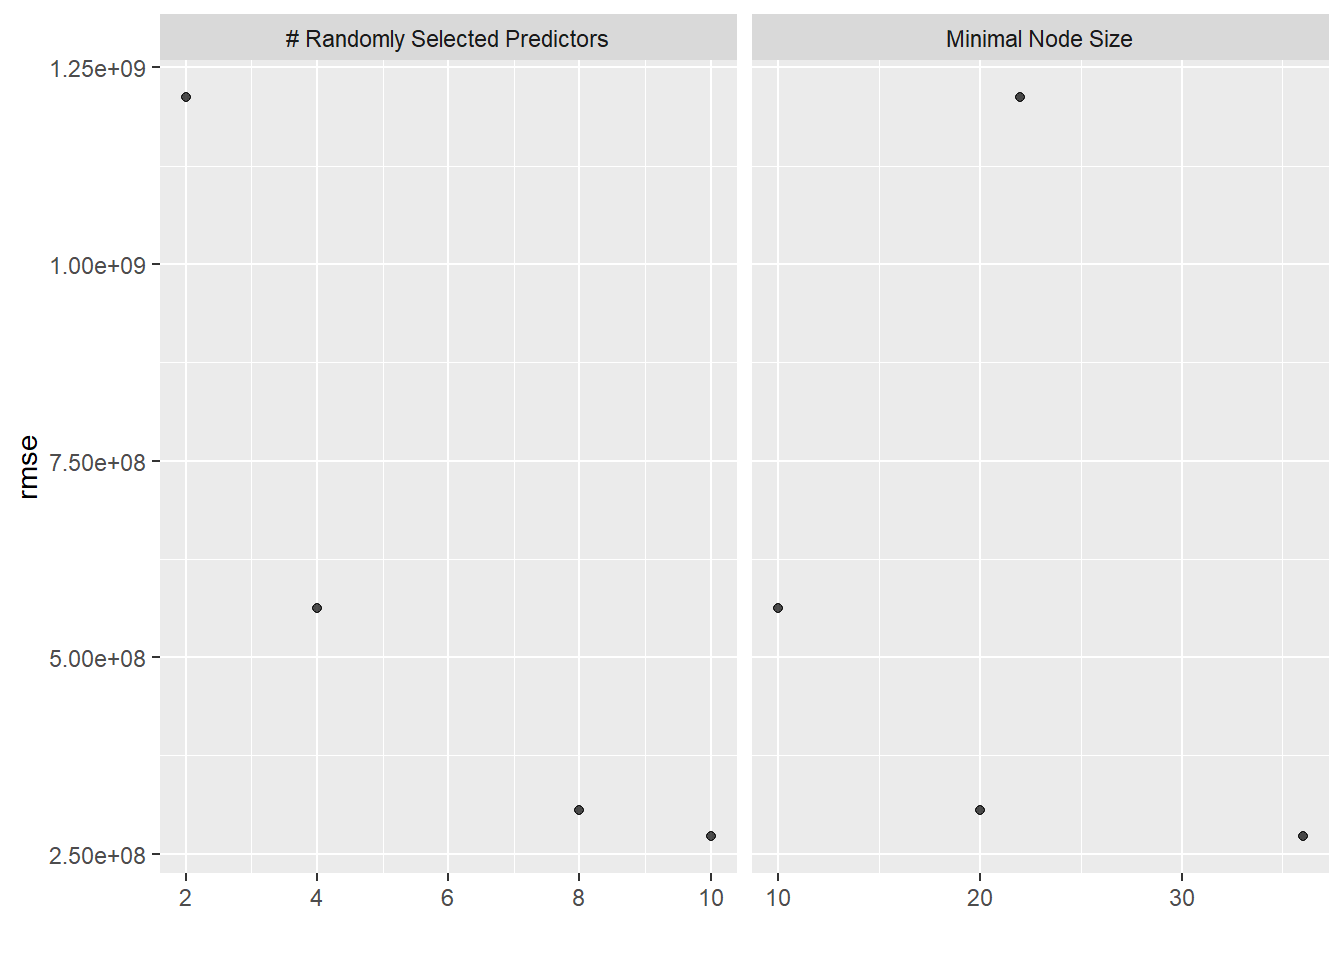 # Randomly Selected Predictors
Minimal Node Size
rmse
1.25e+09
1.00e+09
7.50e+08
5.00e+08
2.50e+08
2 4 6 8 10
10 20 30